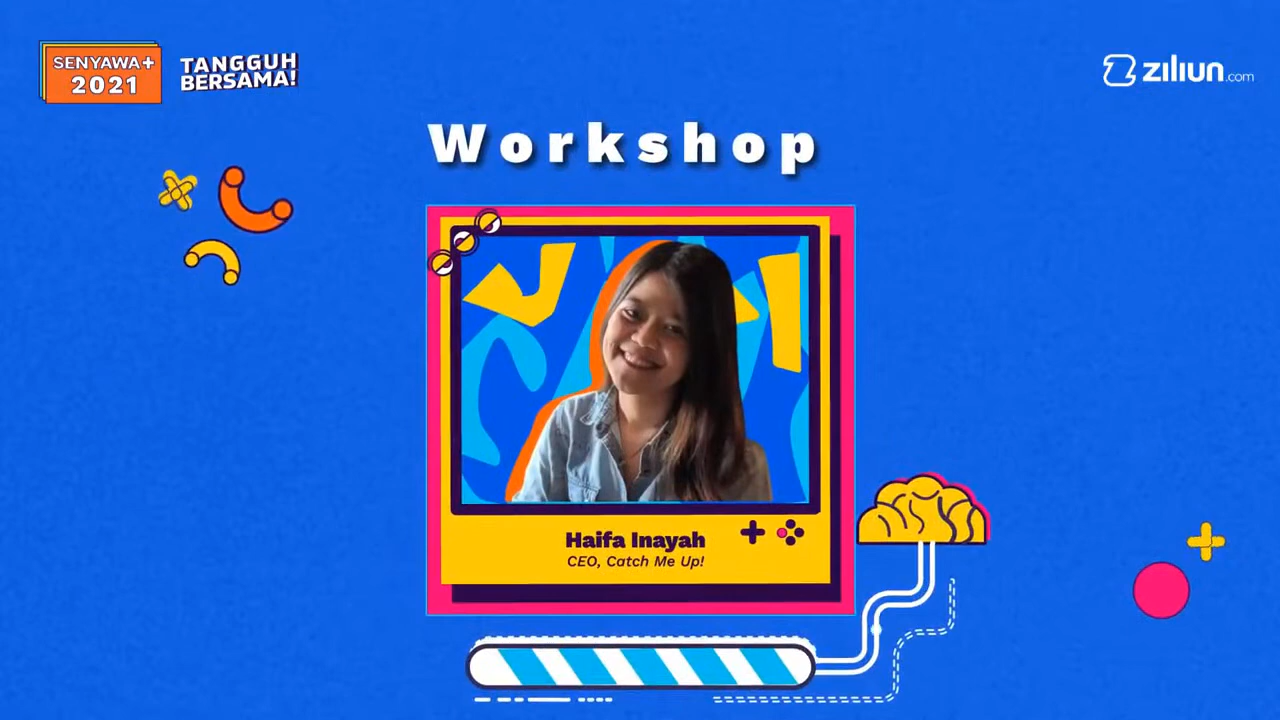 SENYAWA+
2021
TANGGUH
BERSAMA!
ziliun.com
Workshop
Haifa Inayah
CEO, Catch Me Up!